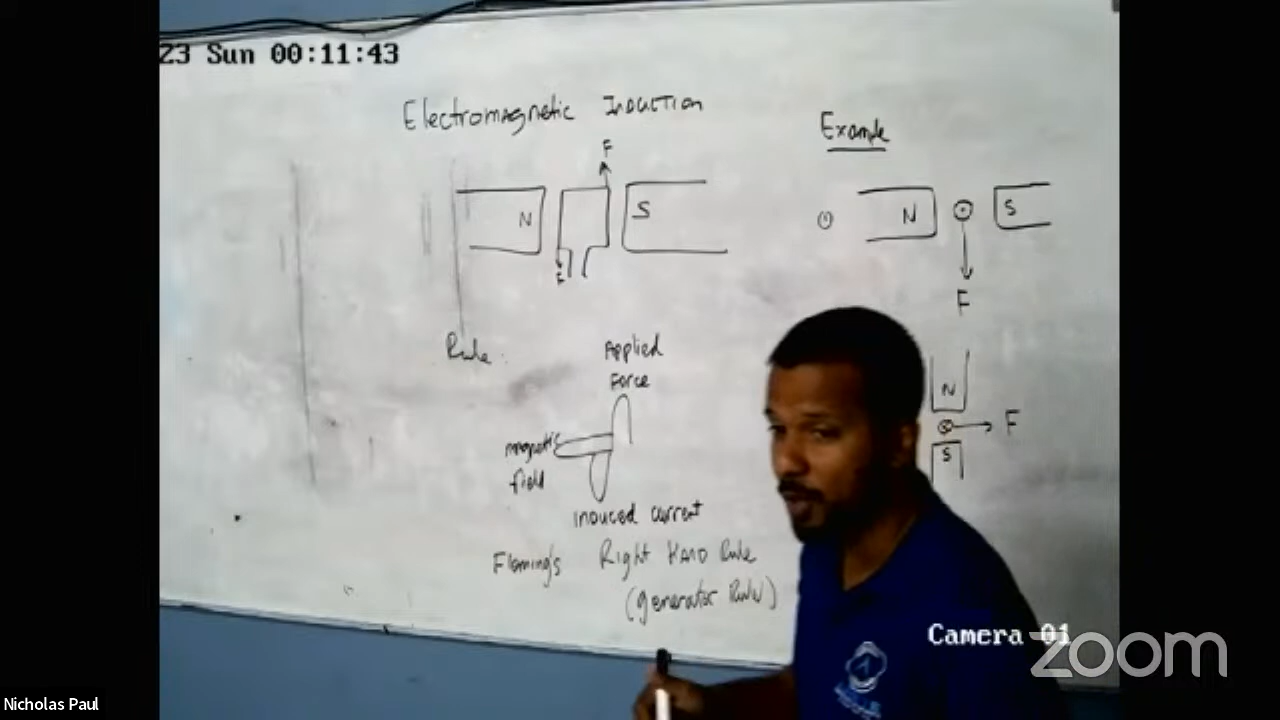 23 Sun 00:11:43
Electromagnetic Induction
Example
F
N
S
F
N
S
F
Rule
Applied
Force
magnetic
field
induced current
Fleming's Right Hand Rule
(generator Rule)
N
F
S
Camera 01
zoom
Nicholas Paul